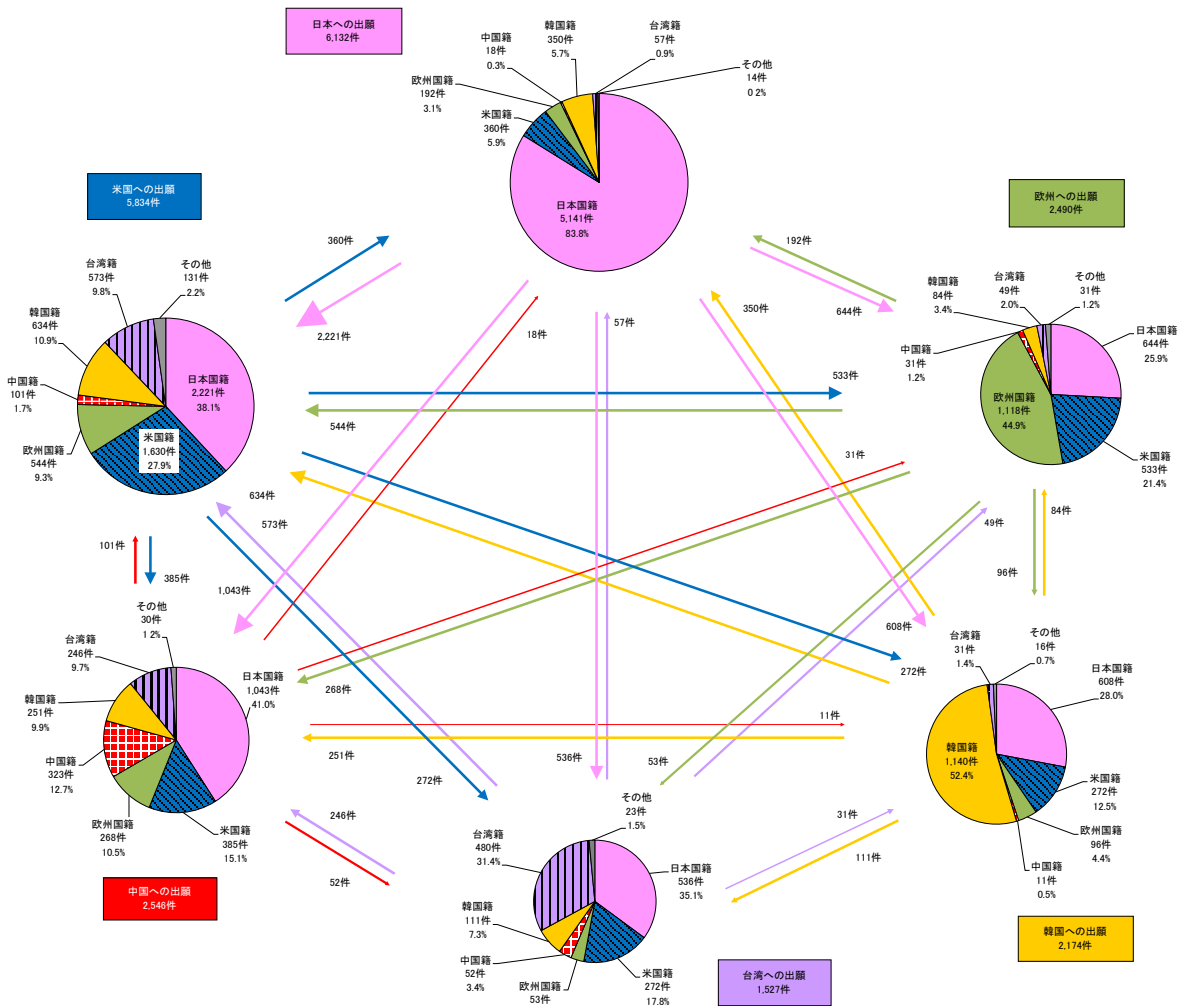 日本への出願
6,132件
中国籍
18件
0.3%
韓国籍
350件
5.7%
台湾籍
57件
0.9%
その他
14件
0 2%
欧州国籍
192件
3.1%
米国籍
360件
5.9%
日本国籍
5,141件
83.8%
米国への出願
5,834件
欧州への出願
2,490件
台湾籍
573件
9.8%
その他
131件
2.2%
韓国籍
634件
10.9%
中国籍
101件
1.7%
欧州国籍
544件
9.3%
日本国籍
2,221件
38.1%
米国籍
1,630件
27.9%
韓国籍
84件
3.4%
台湾籍
49件
2.0%
その他
31件
1.2%
中国籍
31件
1.2%
日本国籍
644件
25.9%
欧州国籍
1,118件
44.9%
米国籍
533件
21.4%
360件
2,221件
192件
644件
18件
57件
350件
533件
544件
31件
634件
573件
49件
84件
96件
101件
385件
1,043件
268件
608件
272件
11件
251件
272件
536件
53件
246件
52件
31件
111件
その他
30件
1 2%
台湾籍
246件
9.7%
韓国籍
251件
9.9%
中国籍
323件
12.7%
欧州国籍
268件
10.5%
米国籍
385件
15.1%
日本国籍
1,043件
41.0%
中国への出願
2,546件
その他
23件
1.5%
台湾籍
480件
31.4%
韓国籍
111件
7.3%
中国籍
52件
3.4%
欧州国籍
53件
米国籍
272件
17.8%
日本国籍
536件
35.1%
台湾への出願
1,527件
台湾籍
31件
1.4%
その他
16件
0.7%
日本国籍
608件
28.0%
韓国籍
1,140件
52.4%
米国籍
272件
12.5%
欧州国籍
96件
4.4%
中国籍
11件
0.5%
韓国への出願
2,174件